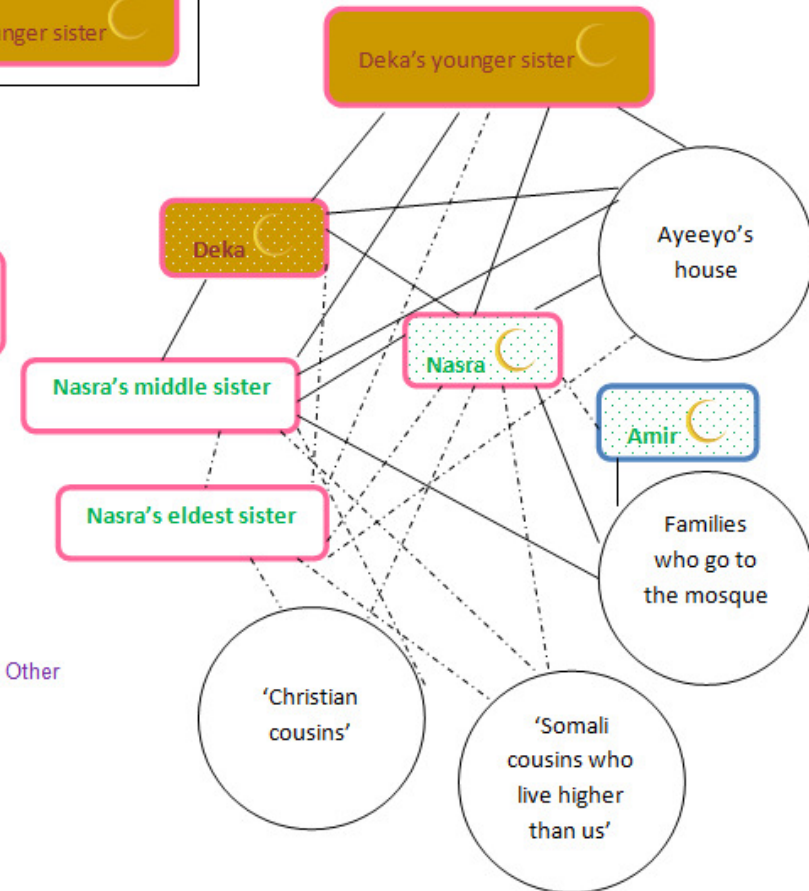 sister
Deka's younger sister
Deka
Ayeeyo's
house
Nasra
Nasra's middle sister
Amir
Nasra's eldest sister
Families
who go to
the mosque
Other
'Christian
cousins'
'Somali
cousins who
live higher
than us'